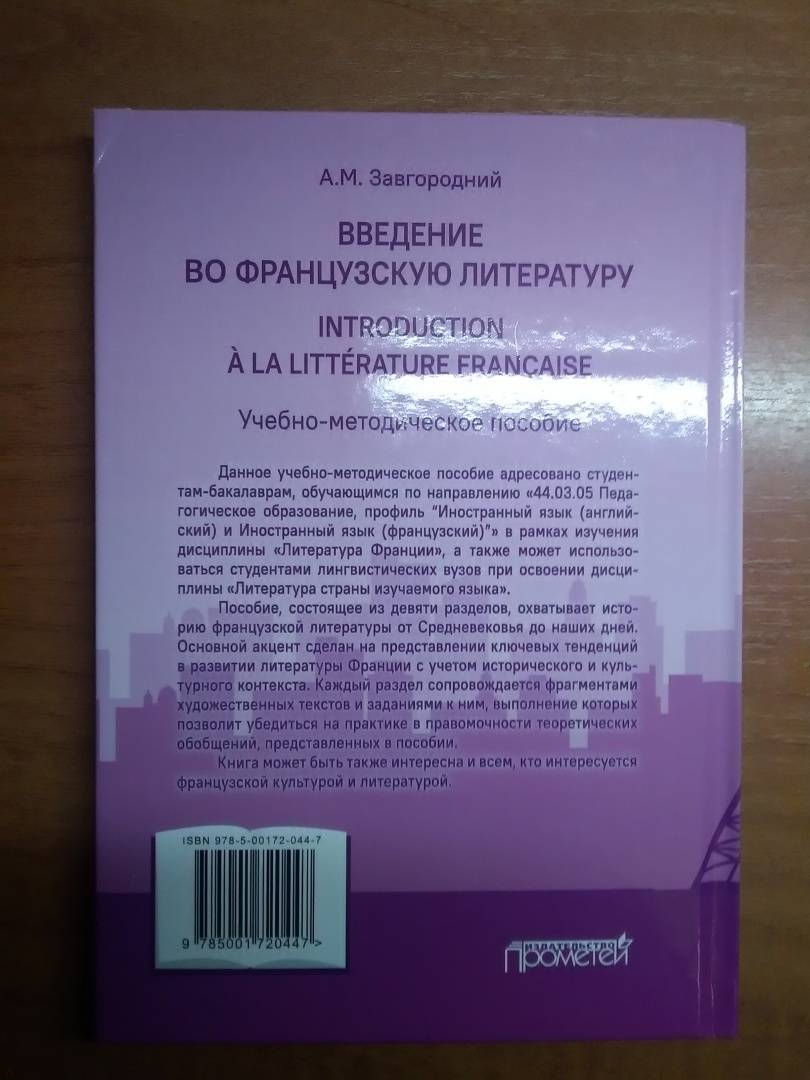 А.М. Завгородний
ВВЕДЕНИЕ
ВО ФРАНЦУЗСКУЮ ЛИТЕРАТУРУ
INTRODUCTION
À LA LITTÉRATURE FRANÇAISE
Учебно-методическое пособие
Данное учебно-методическое пособие адресовано студен-
там-бакалаврам, обучающимся по направлению «44.03.05 Педа-
гогическое образование, профиль "Иностранный язык (англий-
ский) и Иностранный язык (французский)"» в рамках изучения
дисциплины «Литература Франции», а также может использо-
ваться студентами лингвистических вузов при освоении дисци-
плины «Литература страны изучаемого языка».
Пособие, состоящее из девяти разделов, охватывает исто-
рию французской литературы от Средневековья до наших дней.
Основной акцент сделан на представлении ключевых тенденций
в развитии литературы Франции с учетом исторического и куль-
турного контекста. Каждый раздел сопровождается фрагментами
художественных текстов и заданиями к ним, выполнение которых
позволит убедиться на практике в правомочности теоретических
обобщений, представленных в пособии.
Книга может быть также интересна и всем, кто интересуется
французской культурой и литературой.
ISBN 978-5-00172-044-7
9 785001 720447 >
ИЗДАТЕЛЬСТВО
Прометей